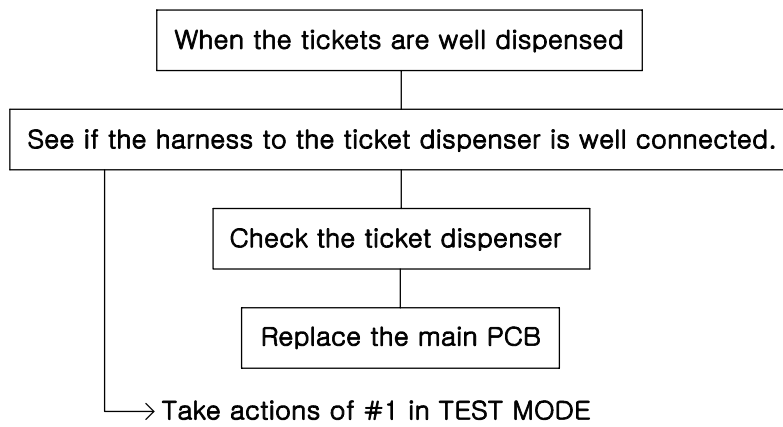 When the tickets are well dispensed
See if the harness to the ticket dispenser is well connected.
Check the ticket dispenser
Replace the main PCB
Take actions of #1 in TEST MODE